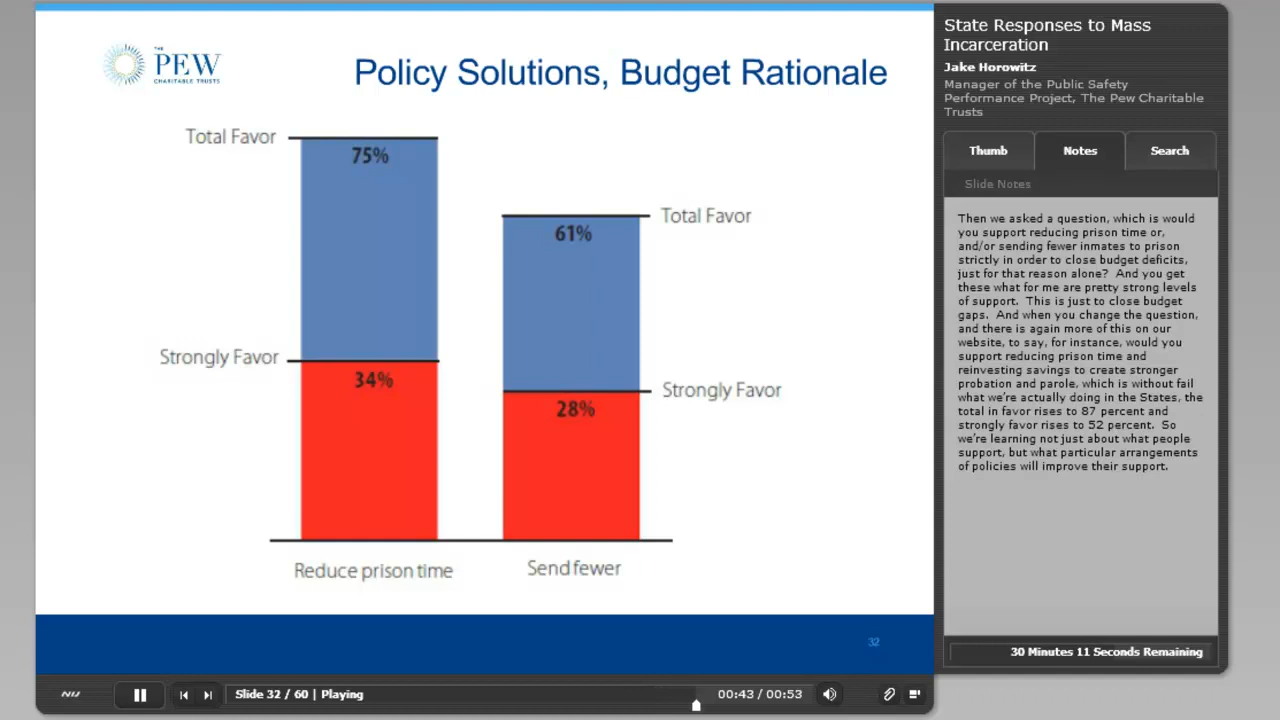 THE
PEW
CHARITABLE TRUSTS
Policy Solutions, Budget Rationale
Total Favor
75%
Total Favor
61%
Strongly Favor
34%
Strongly Favor
28%
Reduce prison time
Send fewer
32
State Responses to Mass
Incarceration
Jake Horowitz
Manager of the Public Safety
Performance Project, The Pew Charitable
Trusts
Thumb
Notes
Search
Slide Notes
Then we asked a question, which is would
you support reducing prison time or,
and/or sending fewer inmates to prison
strictly in order to close budget deficits,
just for that reason alone?  And you get
these what for me are pretty strong levels
of support.  This is just to close budget
gaps.  And when you change the question,
and there is again more of this on our
website, to say, for instance, would you
support reducing prison time and
reinvesting savings to create stronger
probation and parole, which is without fail
what we're actually doing in the States, the
total in favor rises to 87 percent and
strongly favor rises to 52 percent.  So
we're learning not just about what people
support, but what particular arrangements
of policies will improve their support.
30 Minutes 11 Seconds Remaining
NIJ
Slide 32 / 60 | Playing
00:43 / 00:53